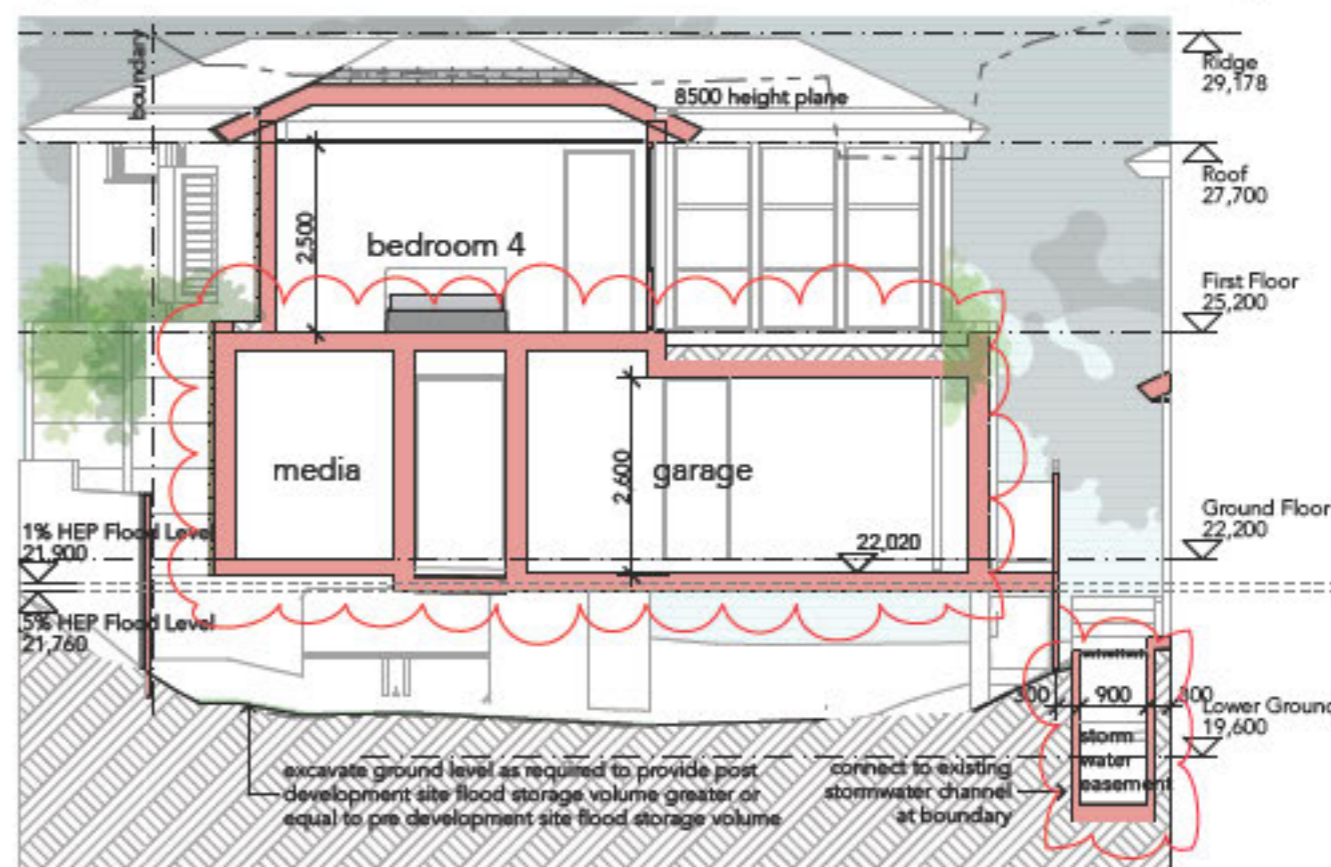 boundary
8500 height plane
Ridge
29,178
Roof
27,700
2,500
bedroom 4
First Floor
25,200
media
2,600
garage
22,020
Ground Floor
22,200
1% HEP Flood Level
21,900
5% HEP Flood Level
21,760
300
900
300
Lower Ground
19,600
storm
water
easement
excavate ground level as required to provide post
development site flood storage volume greater or
equal to pre development site flood storage volume
connect to existing
stormwater channel
at boundary